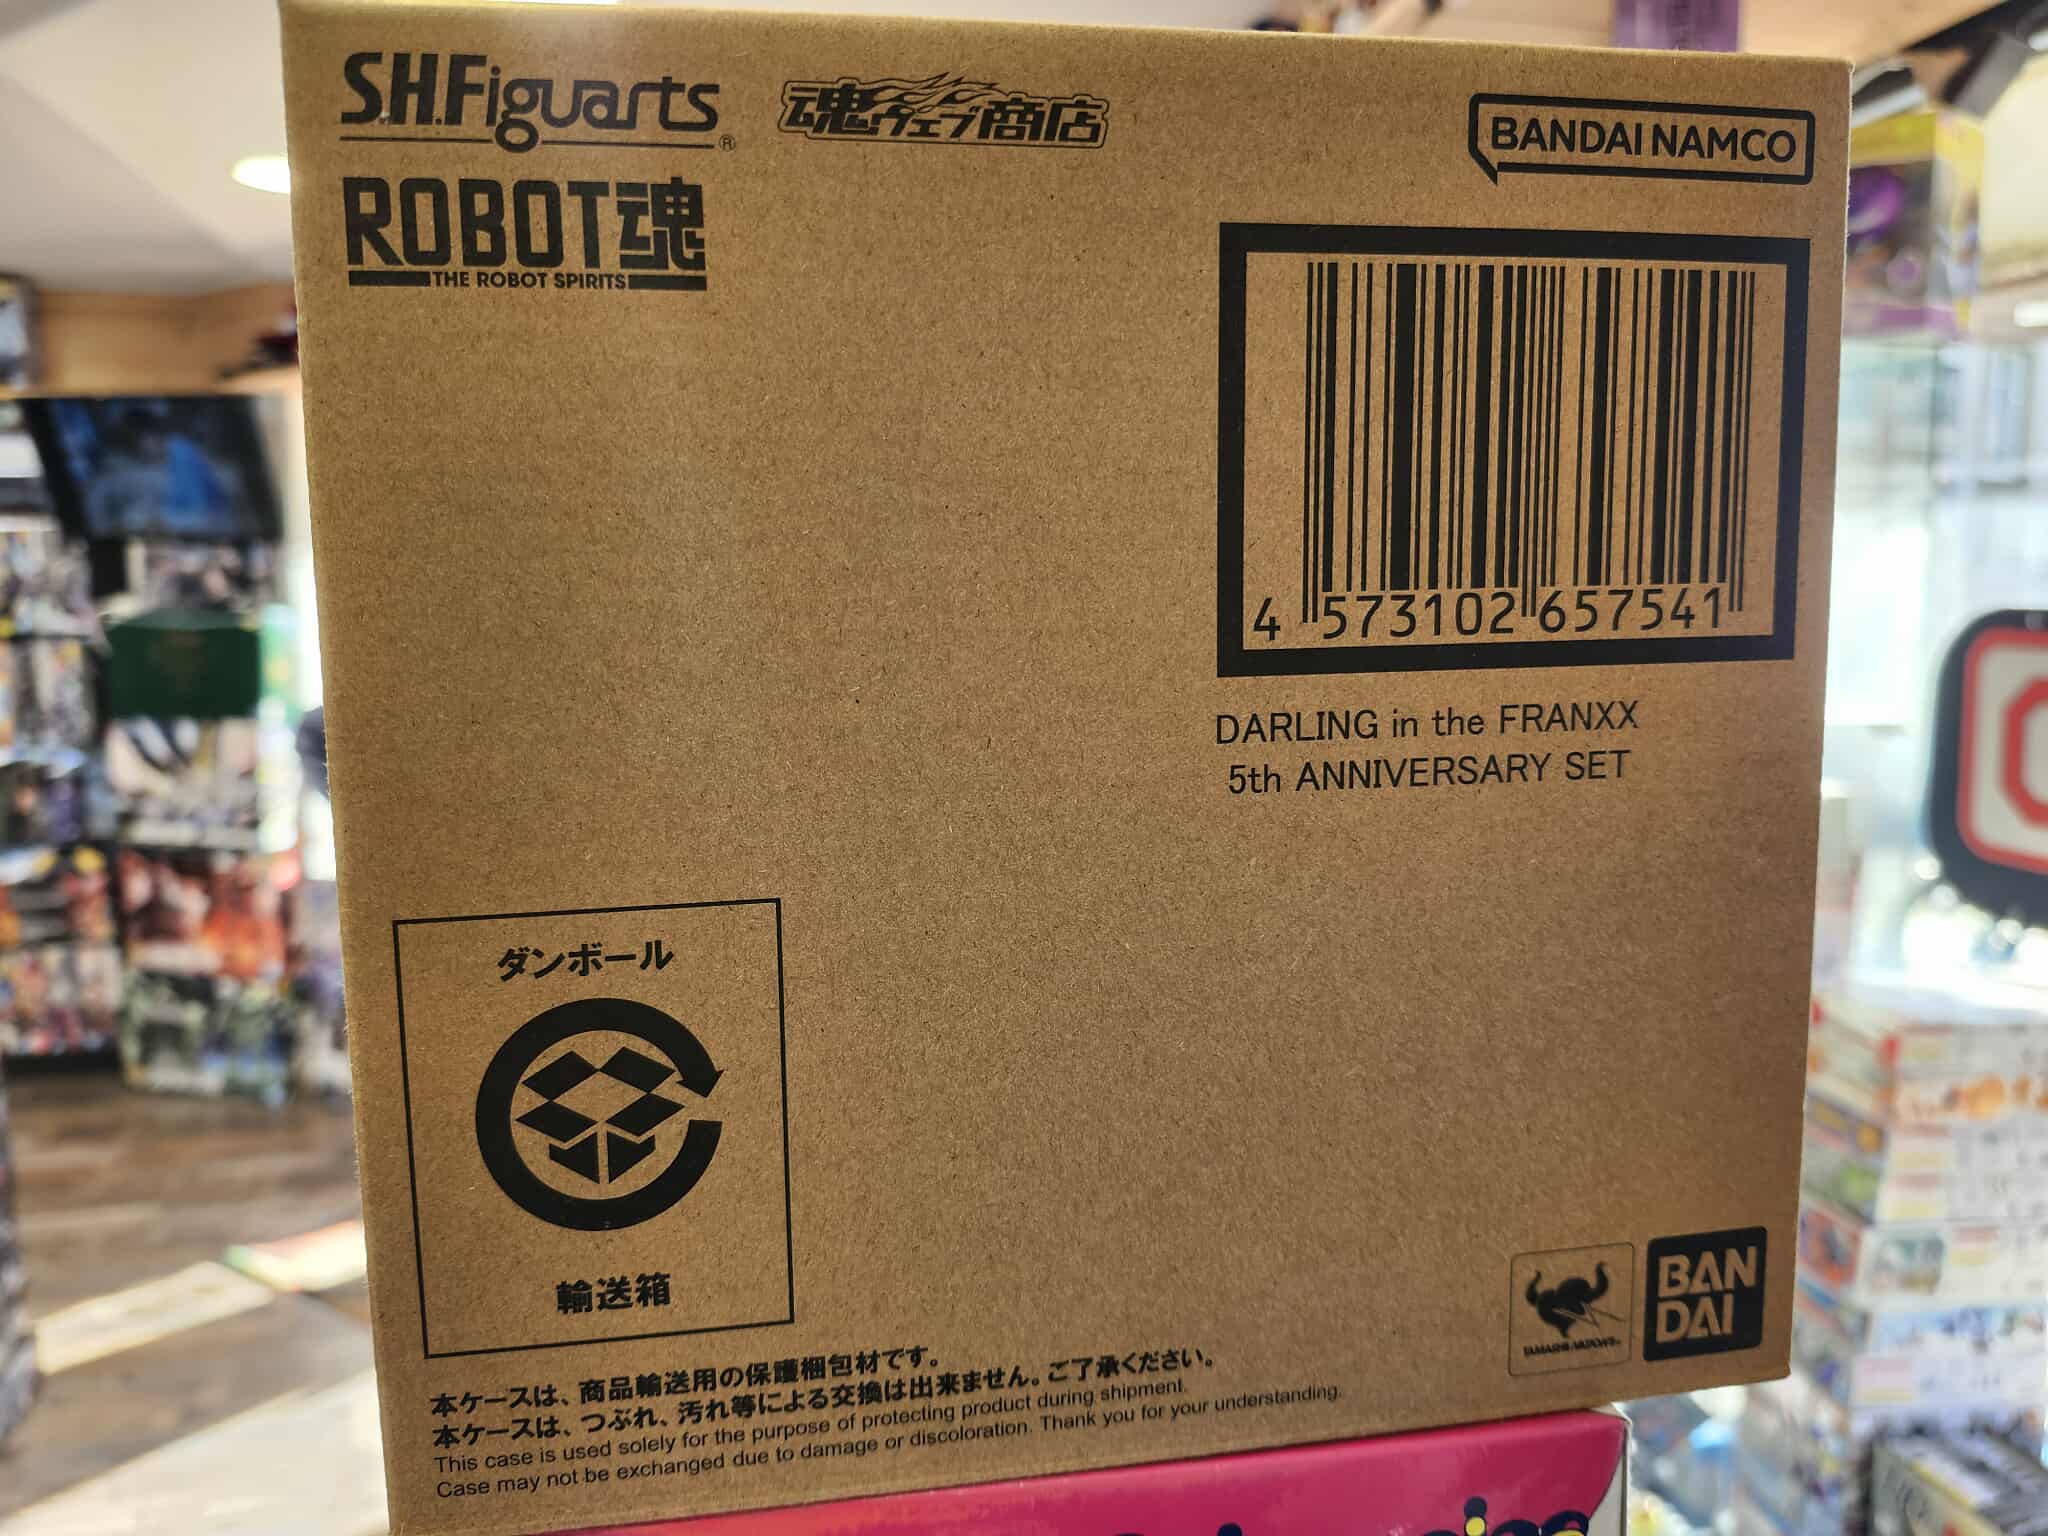 S.H.Figuarts®
魂ウェブ商店
BANDAI NAMCO
ROBOT魂
THE ROBOT SPIRITS
4 573102 657541
DARLING in the FRANXX
5th ANNIVERSARY SET
ダンボール
輸送箱
TAMASHII NATIONS
BAN
DAI
本ケースは、商品輸送用の保護梱包材です。
本ケースは、つぶれ、汚れ等による交換は出来ません。ご了承ください。
This case is used solely for the purpose of protecting product during shipment.
Case may not be exchanged due to damage or discoloration. Thank you for your understanding.